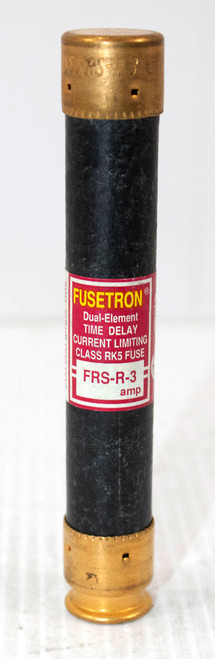 FUSETRON®
Dual-Element
TIME DELAY
CURRENT LIMITING
CLASS RK5 FUSE
FRS-R-3
amp